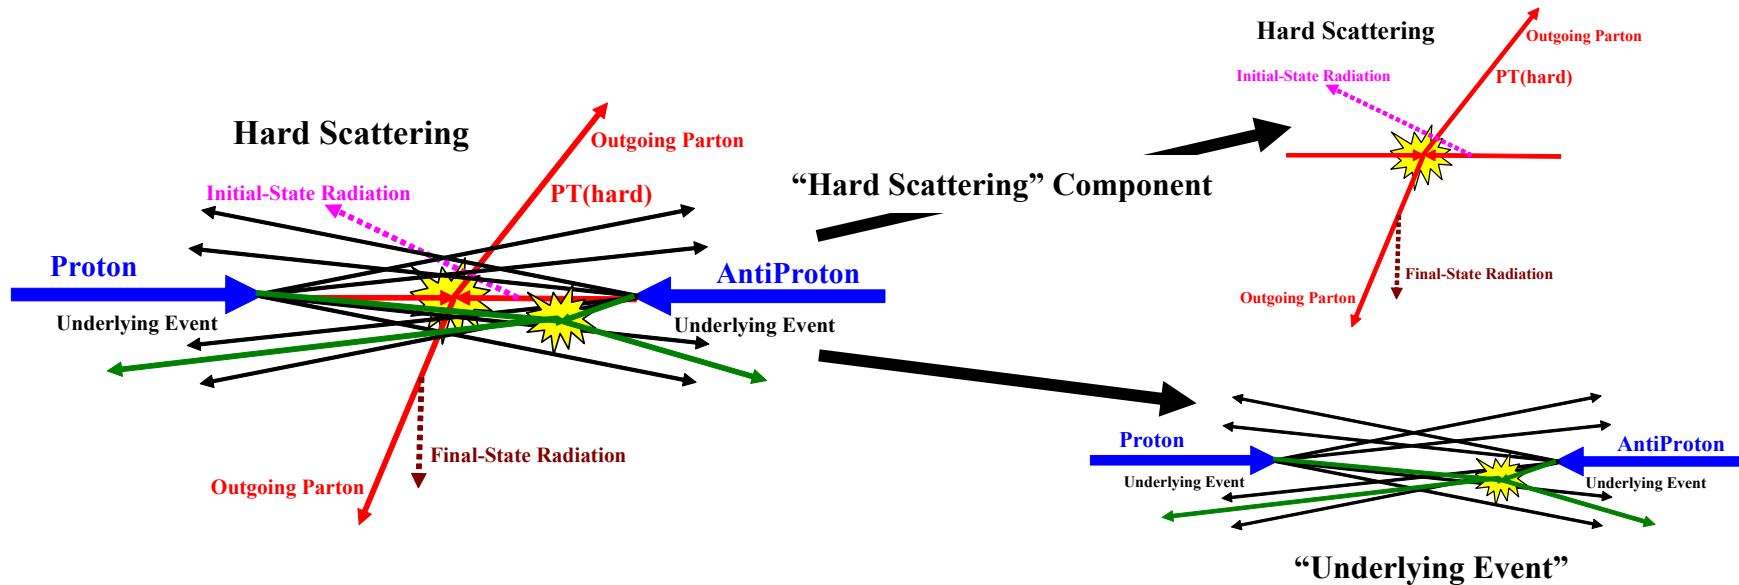 Hard Scattering
Outgoing Parton
Initial-State Radiation
PT(hard)
Proton
AntiProton
Underlying Event
Underlying Event
Final-State Radiation
Outgoing Parton
“Hard Scattering” Component
Hard Scattering
Outgoing Parton
Initial-State Radiation
PT(hard)
Final-State Radiation
Outgoing Parton
Proton
AntiProton
Underlying Event
Underlying Event
“Underlying Event”